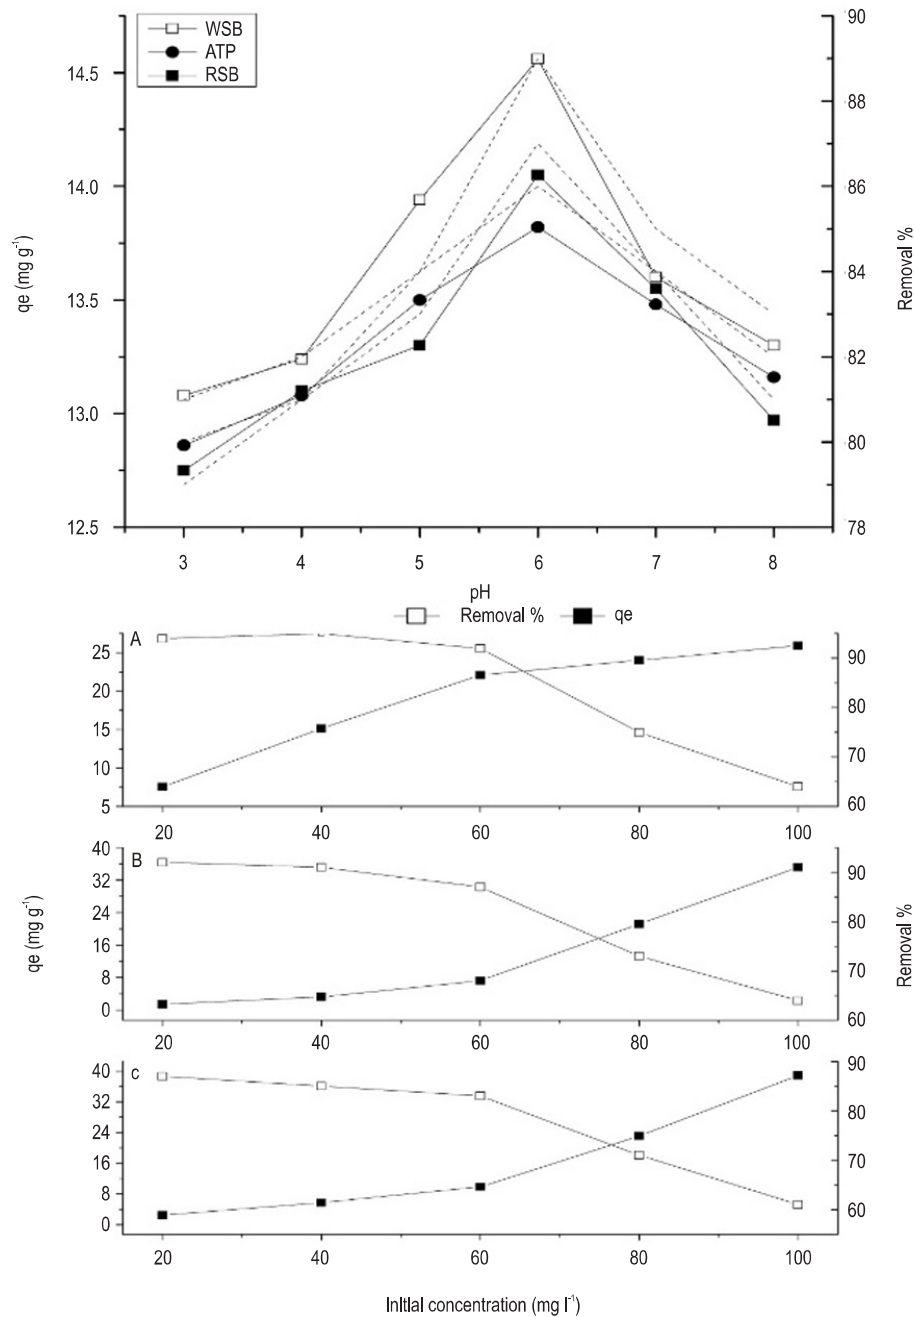 WSB
ATP
RSB
14.5
14.0
13.5
13.0
12.5
qe (mg g-1)
90
88
86
84
82
80
78
Removal %
3 4 5 6 7 8
pH
Removal % qe
A
25
20
15
10
5
90
80
70
60
20 40 60 80 100
B
40
32
24
16
8
0
90
80
70
60
qe (mg g-1)
Removal %
20 40 60 80 100
c
40
32
24
16
8
0
90
80
70
60
20 40 60 80 100
InItIal concentration (mg l-1)